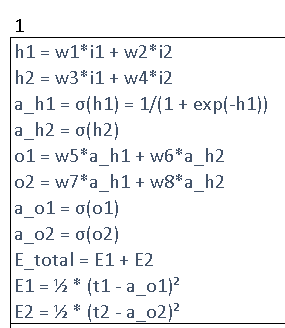 1
h1 = w1*i1 + w2*i2
h2 = w3*i1 + w4*i2
a_h1 = σ(h1) = 1/(1 + exp(-h1))
a_h2 = σ(h2)
o1 = w5*a_h1 + w6*a_h2
o2 = w7*a_h1 + w8*a_h2
a_o1 = σ(o1)
a_o2 = σ(o2)
E_total = E1 + E2
E1 = ½ * (t1 - a_o1)²
E2 = ½ * (t2 - a_o2)²